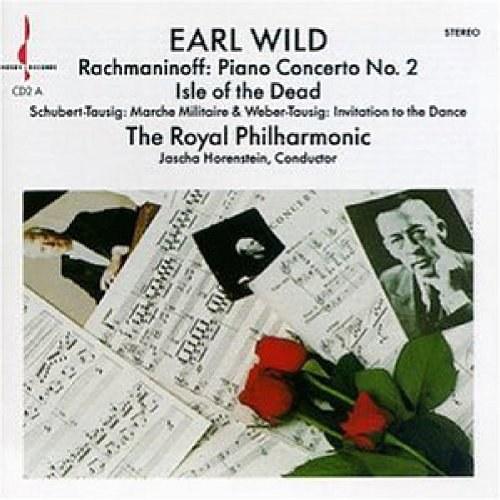 EARL WILD
STEREO
Rachmaninoff: Piano Concerto No. 2
Isle of the Dead
CD2 A
Schubert-Tausig: Marche Militaire & Weber-Tausig: Invitation to the Dance
The Royal Philharmonic
Jascha Horenstein, Conductor
CONCERTO